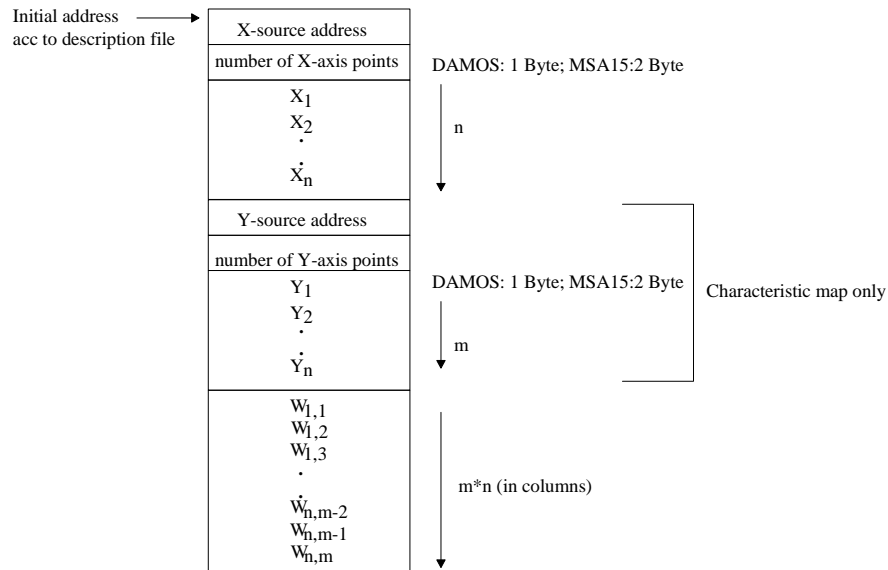 Initial address
acc to description file
X-source address
number of X-axis points
DAMOS: 1 Byte; MSA15:2 Byte
X1
X2
.
.
Xn
n
Y-source address
number of Y-axis points
DAMOS: 1 Byte; MSA15:2 Byte
Y1
Y2
.
.
Yn
m
Characteristic map only
W1,1
W1,2
W1,3
.
.
Wn,m-2
Wn,m-1
Wn,m
m*n (in columns)